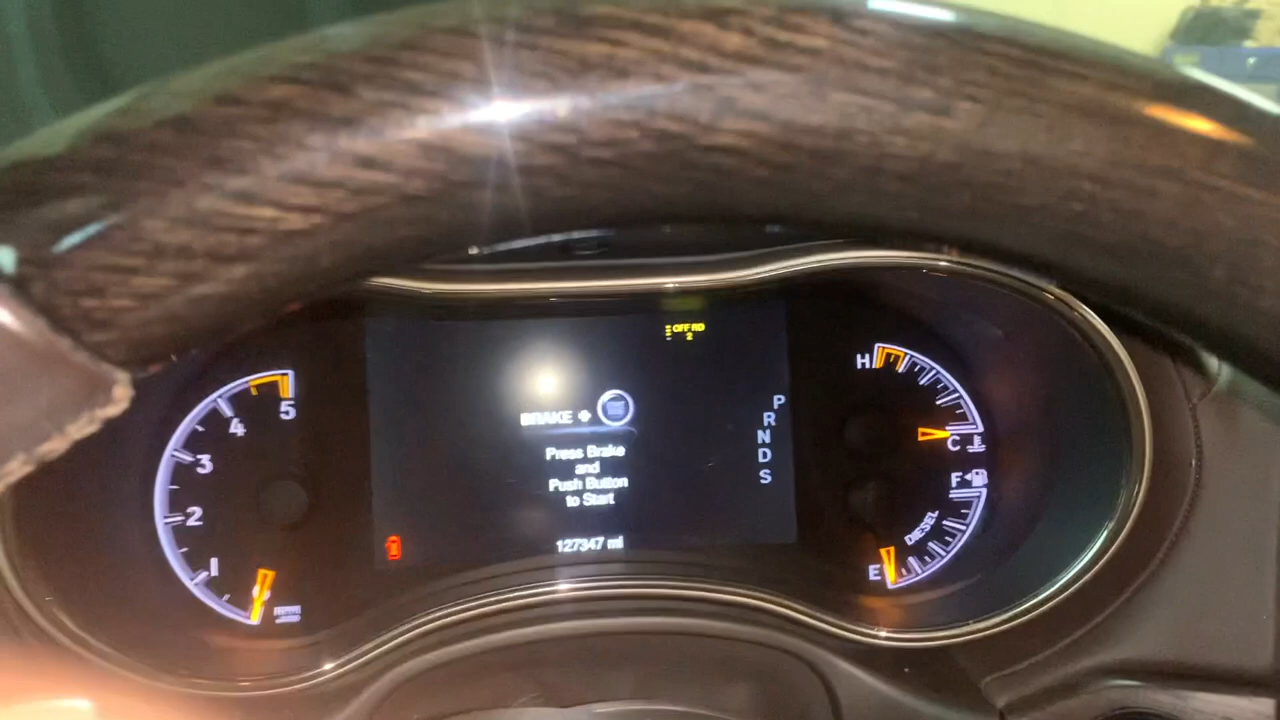 OFF RD
2
5
4
3
2
1
BRAKE +
Press Brake
and
Push Button
to Start
127347 mi
P
R
N
D
S
H
C
F
DIESEL
E